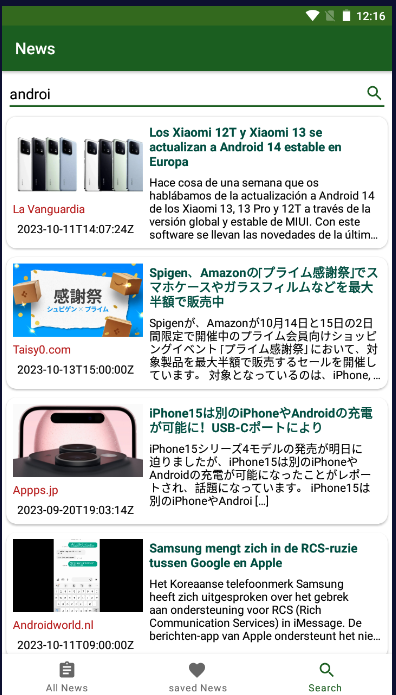 12:16
News
androi
Los Xiaomi 12T y Xiaomi 13 se
actualizan a Android 14 estable en
Europa
Hace cosa de una semana que os
hablábamos de la actualización a Android 14
de los Xiaomi 13, 13 Pro y 12T a través de la
versión global y estable de MIUI. Con este
software se llevan las novedades de la últim…
La Vanguardia
2023-10-11T14:07:24Z
感謝祭
シュピゲン×プライム
Spigen、Amazonの｢プライム感謝祭｣でス
マホケースやガラスフィルムなどを最大
半額で販売中
Spigenが、Amazonが10月14日と15日の2日
間限定で開催中のプライム会員向けショッピ
ングイベント ｢プライム感謝祭｣ において、対
象製品を最大半額で販売するセールを開催し
ています。 対象となっているのは、iPhone, …
Taisy0.com
2023-10-13T15:00:00Z
iPhone15は別のiPhoneやAndroidの充電
が可能に！USB-Cポートにより
iPhone15シリーズ4モデルの発売が明日に
迫りましたが、iPhone15は別のiPhoneや
Androidの充電が可能になったことがレポー
トされ、話題になっています。 iPhone15は
別のiPhoneやAndroi […]
Appps.jp
2023-09-20T19:03:14Z
Samsung mengt zich in de RCS-ruzie
tussen Google en Apple
Het Koreaanse telefoonmerk Samsung
heeft zich uitgesproken over het gebrek
aan ondersteuning voor RCS (Rich
Communication Services) in iMessage. De
berichten-app van Apple ondersteunt het nie…
Androidworld.nl
2023-10-11T09:00:00Z
All News
saved News
Search